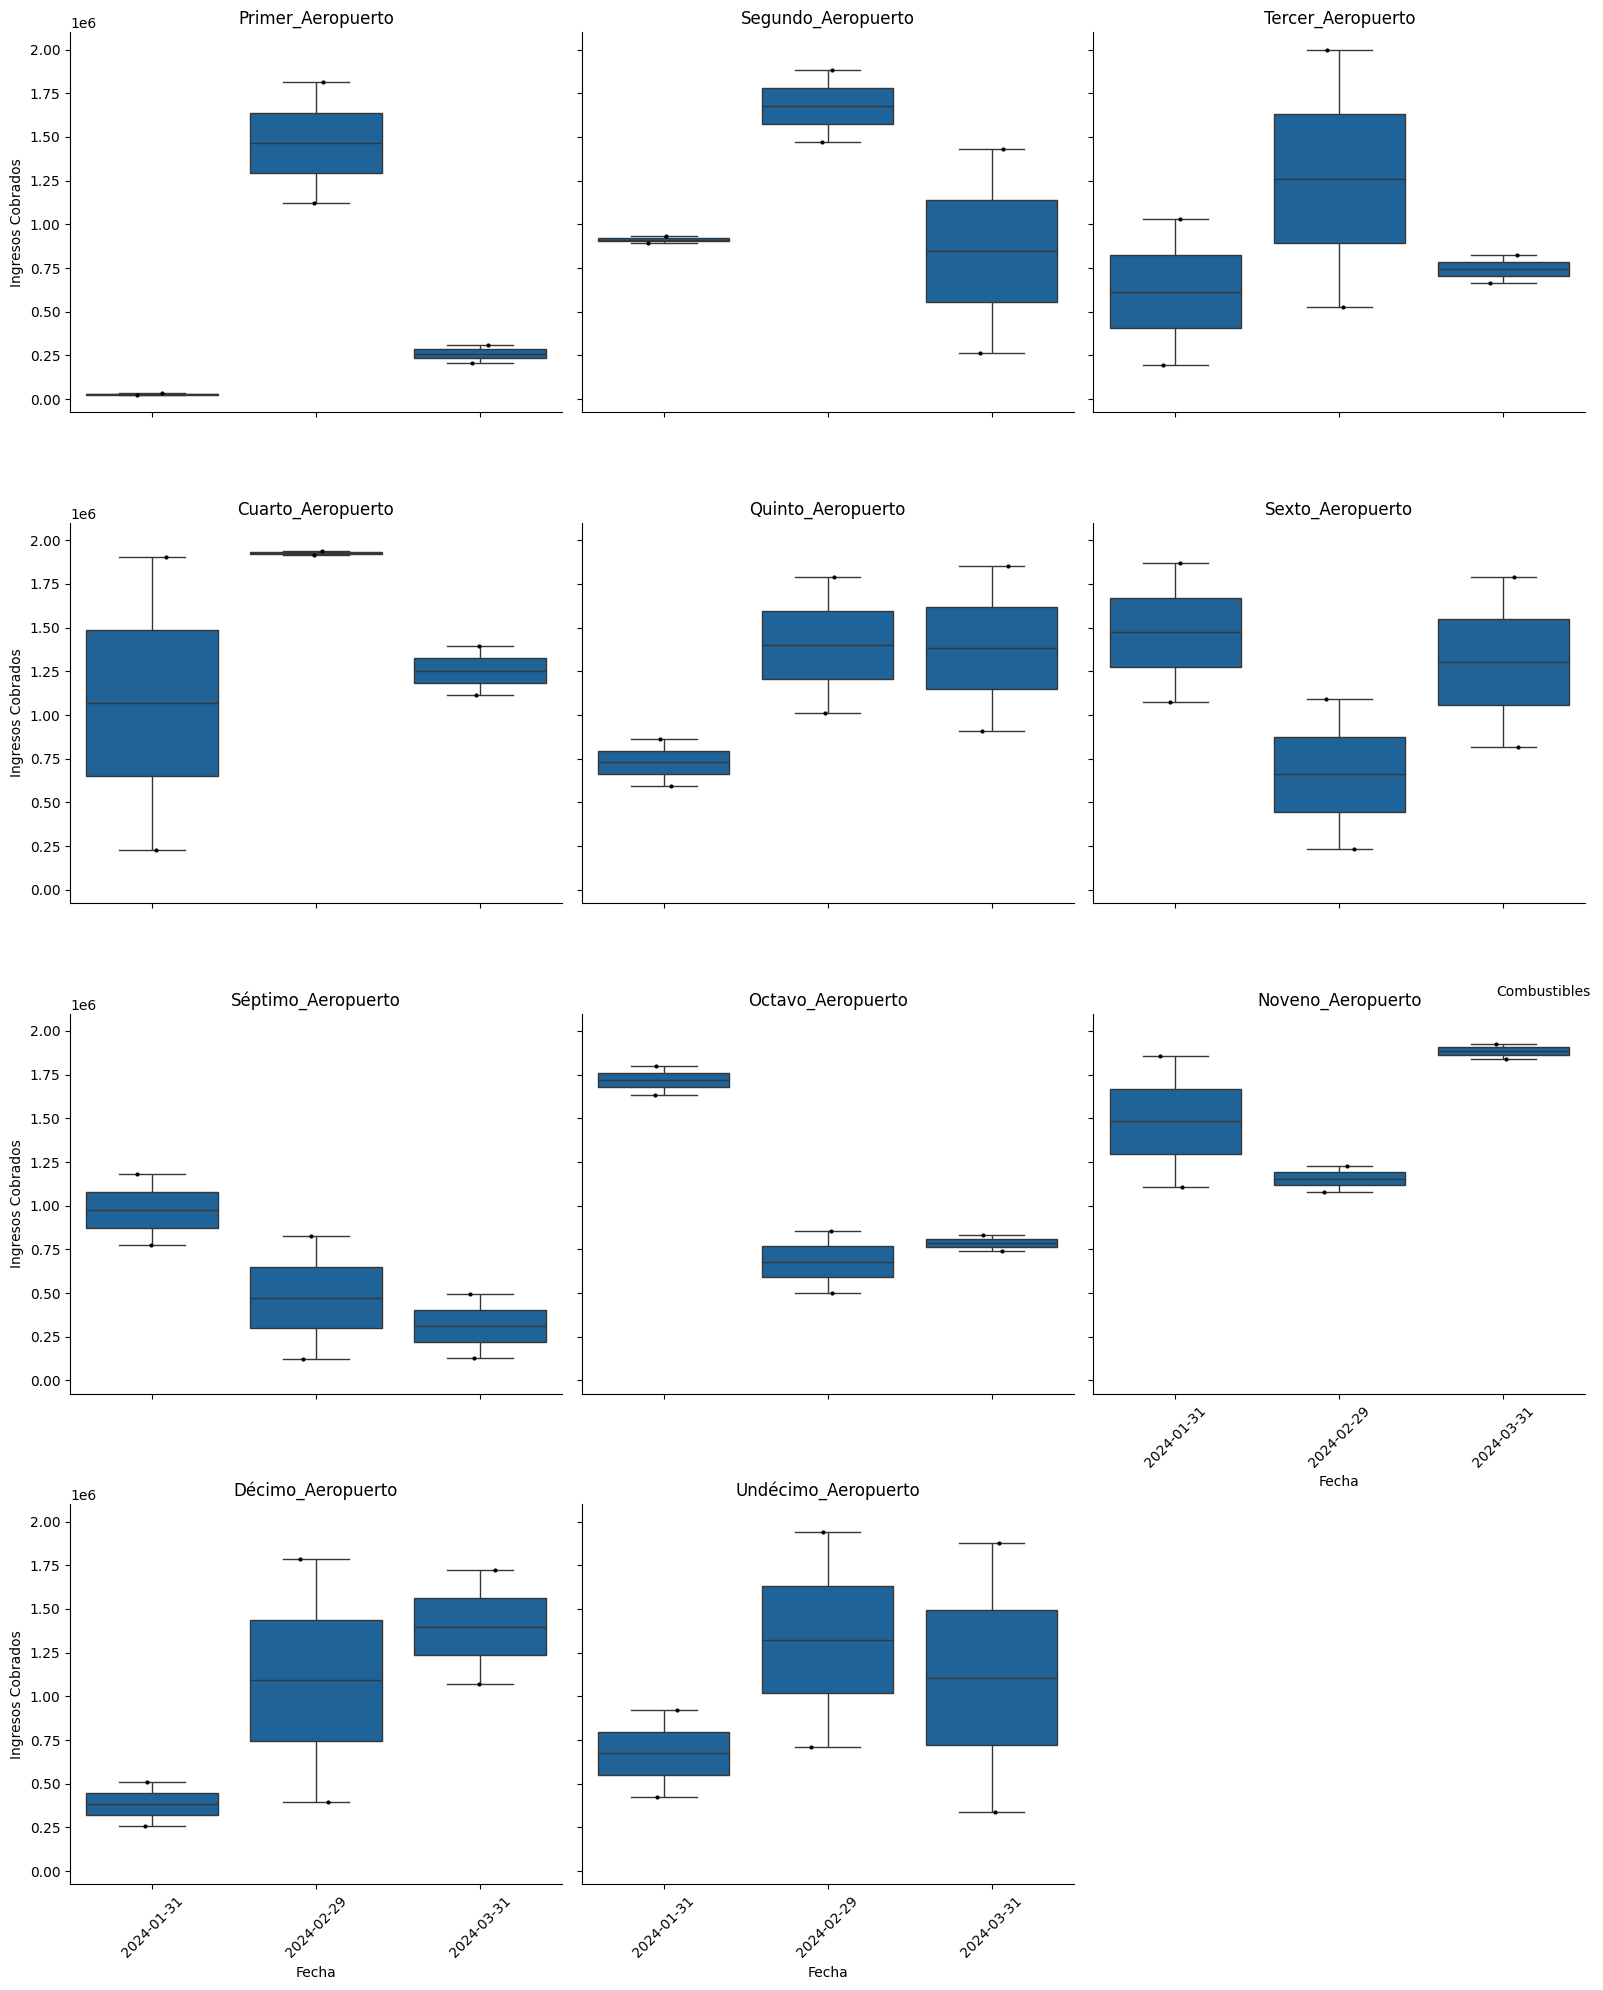 Primer_Aeropuerto
Segundo_Aeropuerto
Tercer_Aeropuerto
1e6
2.00
1.75
1.50
1.25
1.00
0.75
0.50
0.25
0.00
Ingresos Cobrados
Cuarto_Aeropuerto
Quinto_Aeropuerto
Sexto_Aeropuerto
1e6
2.00
1.75
1.50
1.25
1.00
0.75
0.50
0.25
0.00
Ingresos Cobrados
Combustibles
Séptimo_Aeropuerto
Octavo_Aeropuerto
Noveno_Aeropuerto
1e6
2.00
1.75
1.50
1.25
1.00
0.75
0.50
0.25
0.00
Ingresos Cobrados
2024-01-31
2024-02-29
2024-03-31
Fecha
Décimo_Aeropuerto
Undécimo_Aeropuerto
1e6
2.00
1.75
1.50
1.25
1.00
0.75
0.50
0.25
0.00
Ingresos Cobrados
2024-01-31
2024-02-29
2024-03-31
Fecha
2024-01-31
2024-02-29
2024-03-31
Fecha